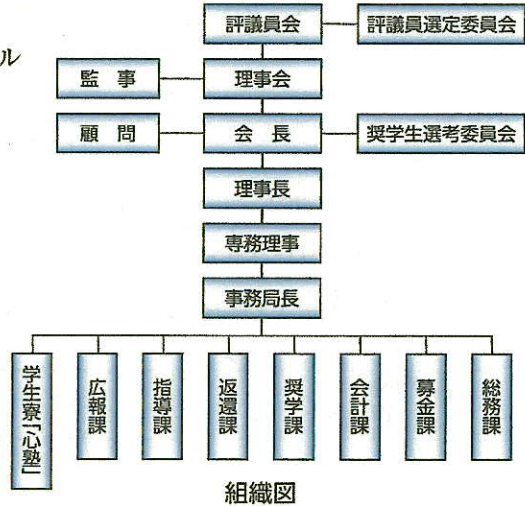 評議員会 評議員選定委員会
ル
監事 理事会
顧問 会長 奨学生選考委員会
理事長
専務理事
事務局長
学生寮「心塾」
広報課
指導課
返還課
奨学課
会計課
募金課
総務課
組織図